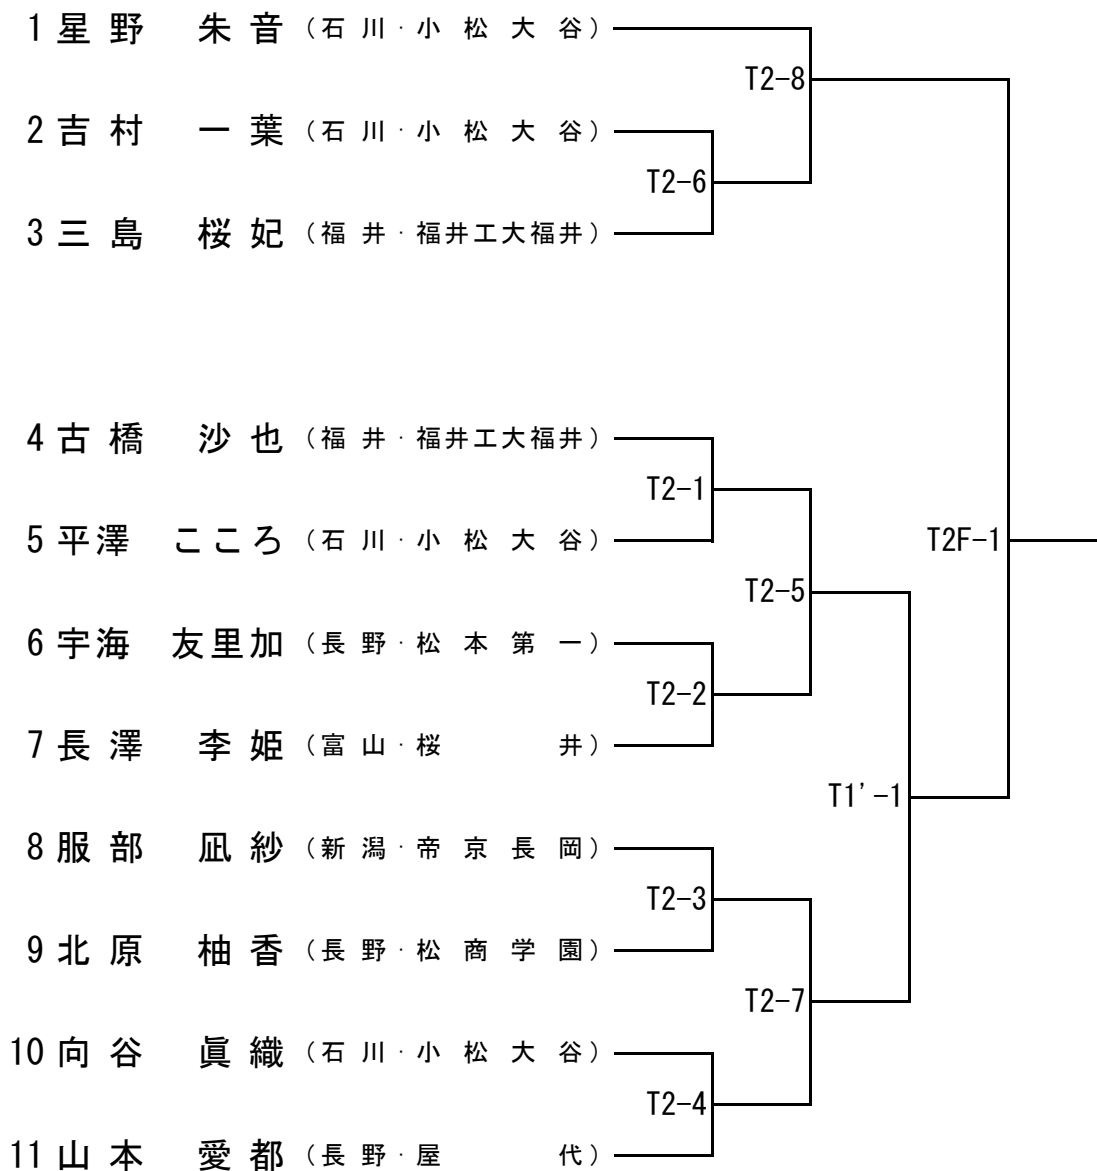 1 星野 朱音 (石川・小松大谷)
T2-8
2 吉村 一葉 (石川・小松大谷)
T2-6
3 三島 桜妃 (福井・福井工大福井)
4 古橋 沙也 (福井・福井工大福井)
T2-1
5 平澤 こころ (石川・小松大谷)
T2F-1
T2-5
6 宇海 友里加 (長野・松本第一)
T2-2
7 長澤 李姫 (富山・桜井)
T1'-1
8 服部 凪紗 (新潟・帝京長岡)
T2-3
9 北原 柚香 (長野・松商学園)
T2-7
10 向谷 眞織 (石川・小松大谷)
T2-4
11 山本 愛都 (長野・屋代)